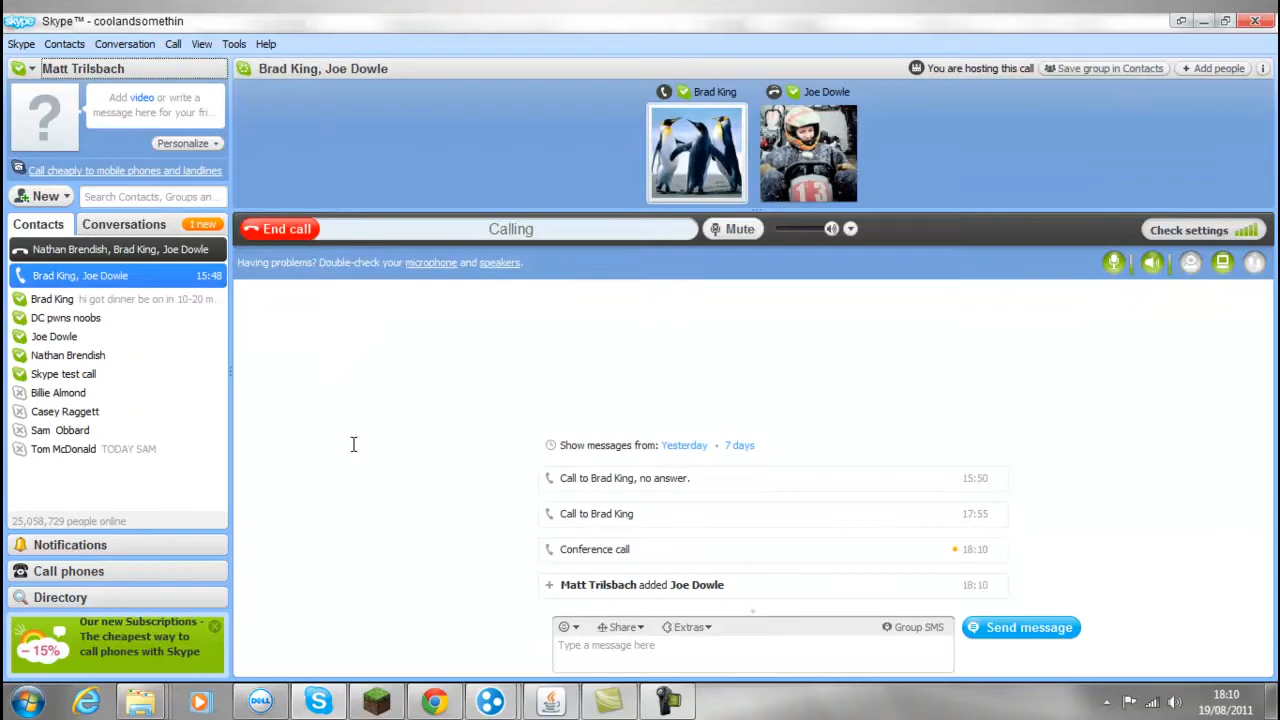 skype Skype™ - coolandsomethin
Skype Contacts Conversation Call View Tools Help
Matt Trilsbach
Add video or write a
message here for your fri...
Personalize
Call cheaply to mobile phones and landlines
New Search Contacts, Groups an...
Contacts Conversations 1 new
Nathan Brendish, Brad King, Joe Dowle
Brad King, Joe Dowle 15:48
Brad King hi got dinner be on in 10-20 m...
DC pwns noobs
Joe Dowle
Nathan Brendish
Skype test call
Billie Almond
Casey Raggett
Sam Obbard
Tom McDonald TODAY SAM
25,058,729 people online
Notifications
Call phones
Directory
Our new Subscriptions -
The cheapest way to
call phones with Skype
- 15%
Brad King, Joe Dowle You are hosting this call Save group in Contacts + Add people
Brad King Joe Dowle
13
End call Calling Mute Check settings
Having problems? Double-check your microphone and speakers.
Show messages from: Yesterday • 7 days
Call to Brad King, no answer. 15:50
Call to Brad King 17:55
Conference call 18:10
Matt Trilsbach added Joe Dowle 18:10
Share Extras Group SMS
Type a message here
Send message
DELL
18:10
19/08/2011